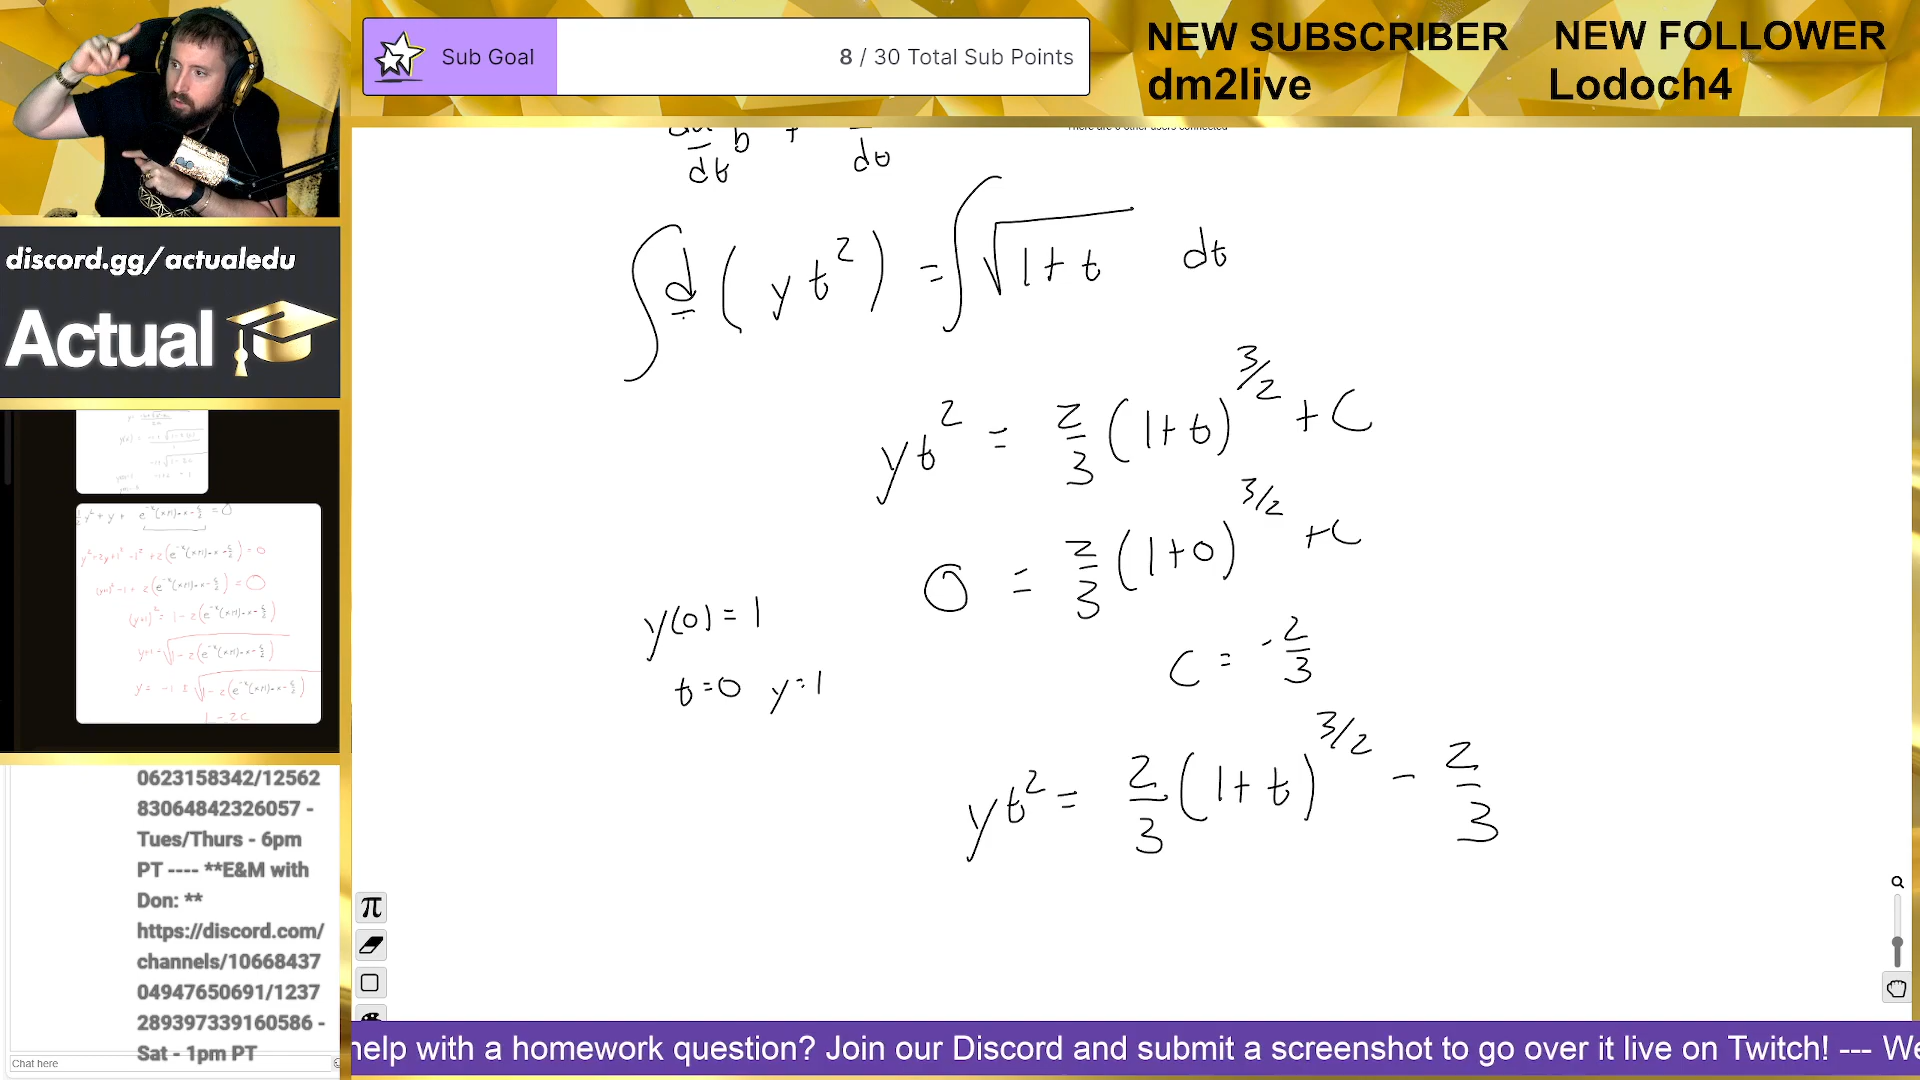 Sub Goal
8 / 30 Total Sub Points
NEW SUBSCRIBER
dm2live
NEW FOLLOWER
Lodoch4
discord.gg/actualedu
Actual
∫ d (yt²) = ∫ √(1+t) dt
yt² = 2/3 (1+t)^3/2 + C
0 = 2/3 (1+0)^3/2 + C
y(0) = 1
t=0 y=1
C = -2/3
yt² = 2/3 (1+t)^3/2 - 2/3
0623158342/12562
83064842326057 -
Tues/Thurs - 6pm
PT ---- **E&M with
Don: **
https://discord.com/
channels/10668437
04947650691/1237
289397339160586 -
Sat - 1pm PT
Chat here
π
help with a homework question? Join our Discord and submit a screenshot to go over it live on Twitch! --- We